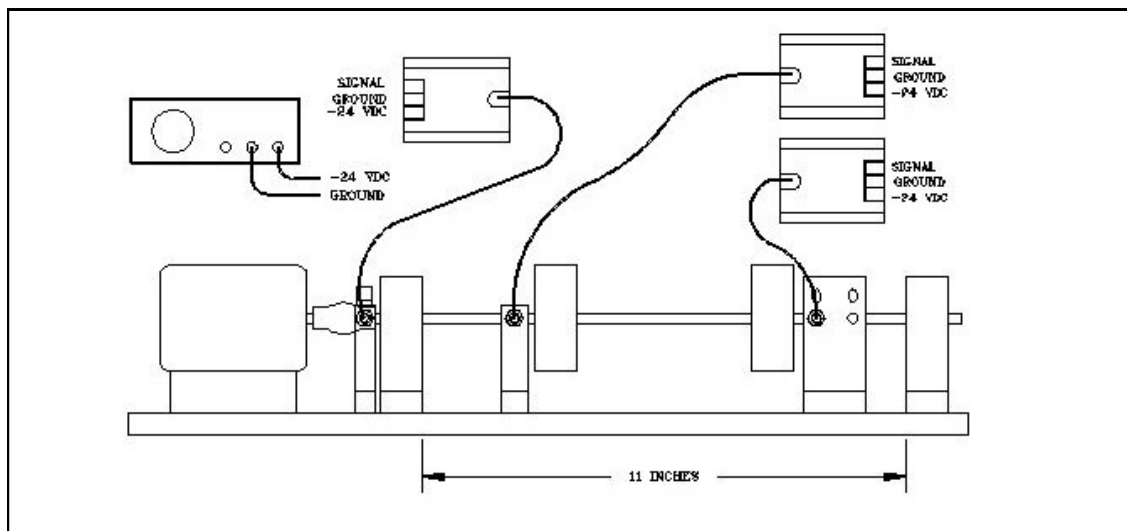 SIGNAL
GROUND
-24 VDC
SIGNAL
GROUND
-24 VDC
SIGNAL
GROUND
-24 VDC
-24 VDC
GROUND
11 INCHES